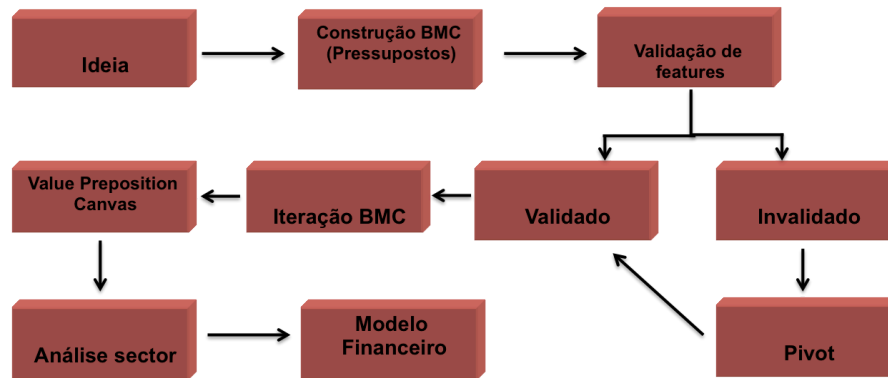 Ideia
Construção BMC
(Pressupostos)
Validação de
features
Value Preposition
Canvas
Iteração BMC
Validado
Invalidado
Análise sector
Modelo
Financeiro
Pivot